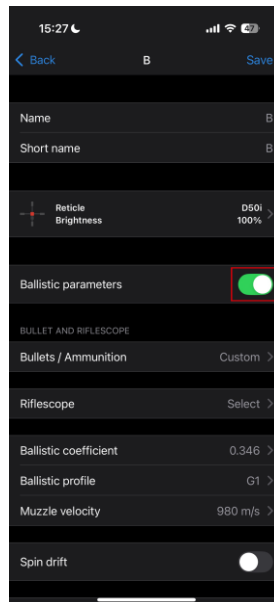 15:27 47
Back B Save
Name B
Short name B
Reticle D50i
Brightness 100%
Ballistic parameters
BULLET AND RIFLESCOPE
Bullets / Ammunition Custom
Riflescope Select
Ballistic coefficient 0.346
Ballistic profile G1
Muzzle velocity 980 m/s
Spin drift